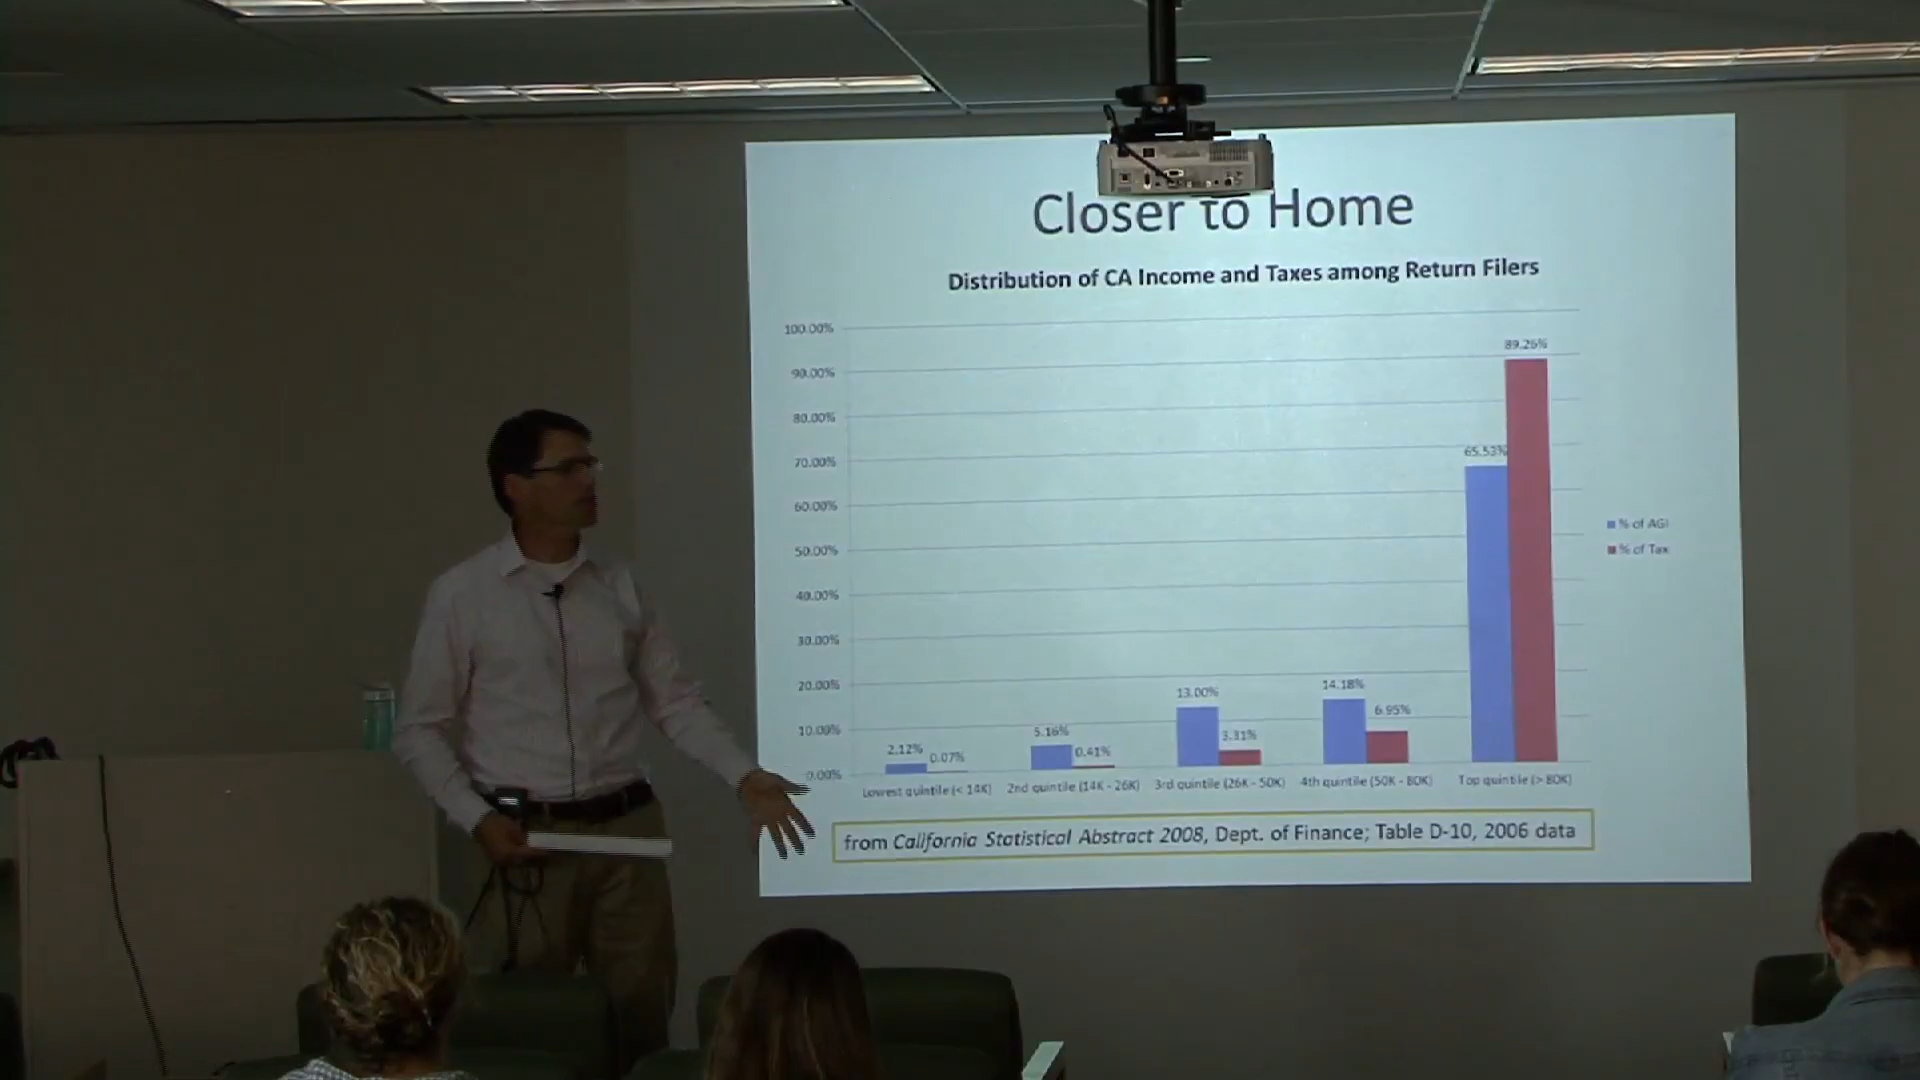 Closer to Home
Distribution of CA Income and Taxes among Return Filers
100.00%
90.00%
80.00%
70.00%
60.00%
50.00%
40.00%
30.00%
20.00%
10.00%
0.00%
2.12%
0.07%
5.16%
0.41%
13.00%
3.31%
14.18%
6.95%
65.53%
89.26%
% of AGI
% of Tax
Lowest quintile (< 14K)
2nd quintile (14K - 26K)
3rd quintile (26K - 50K)
4th quintile (50K - 80K)
Top quintile (> 80K)
from California Statistical Abstract 2008, Dept. of Finance; Table D-10, 2006 data